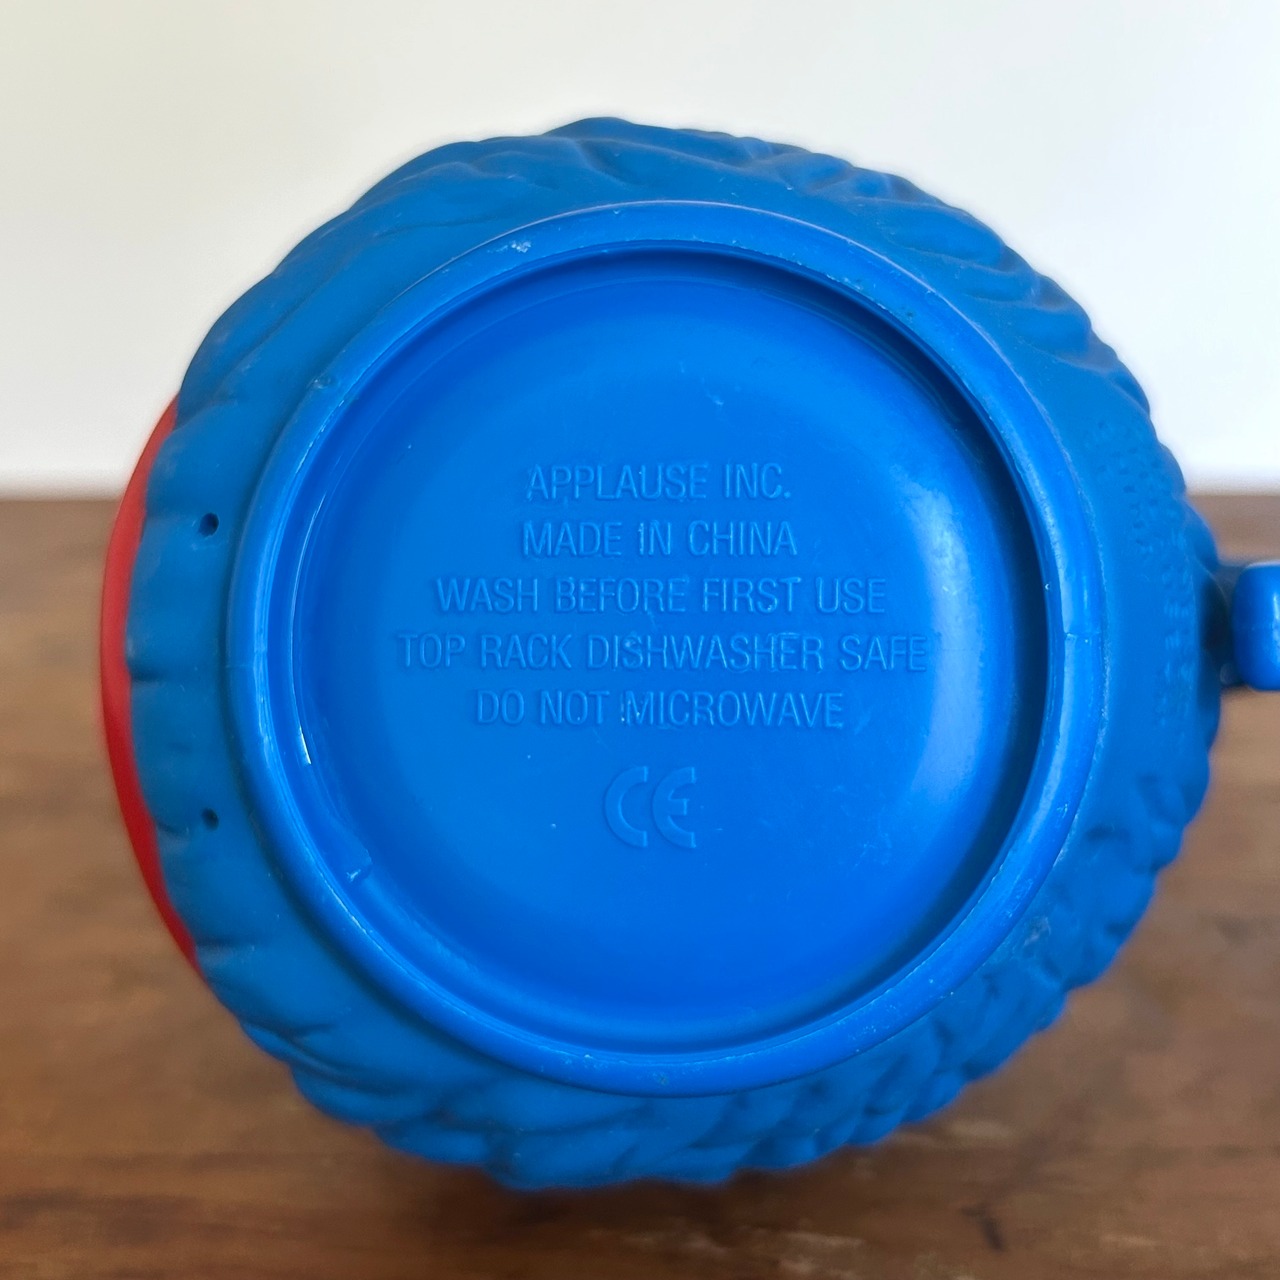 APPLAUSE INC.
MADE IN CHINA
WASH BEFORE FIRST USE
TOP RACK DISHWASHER SAFE
DO NOT MICROWAVE
CE